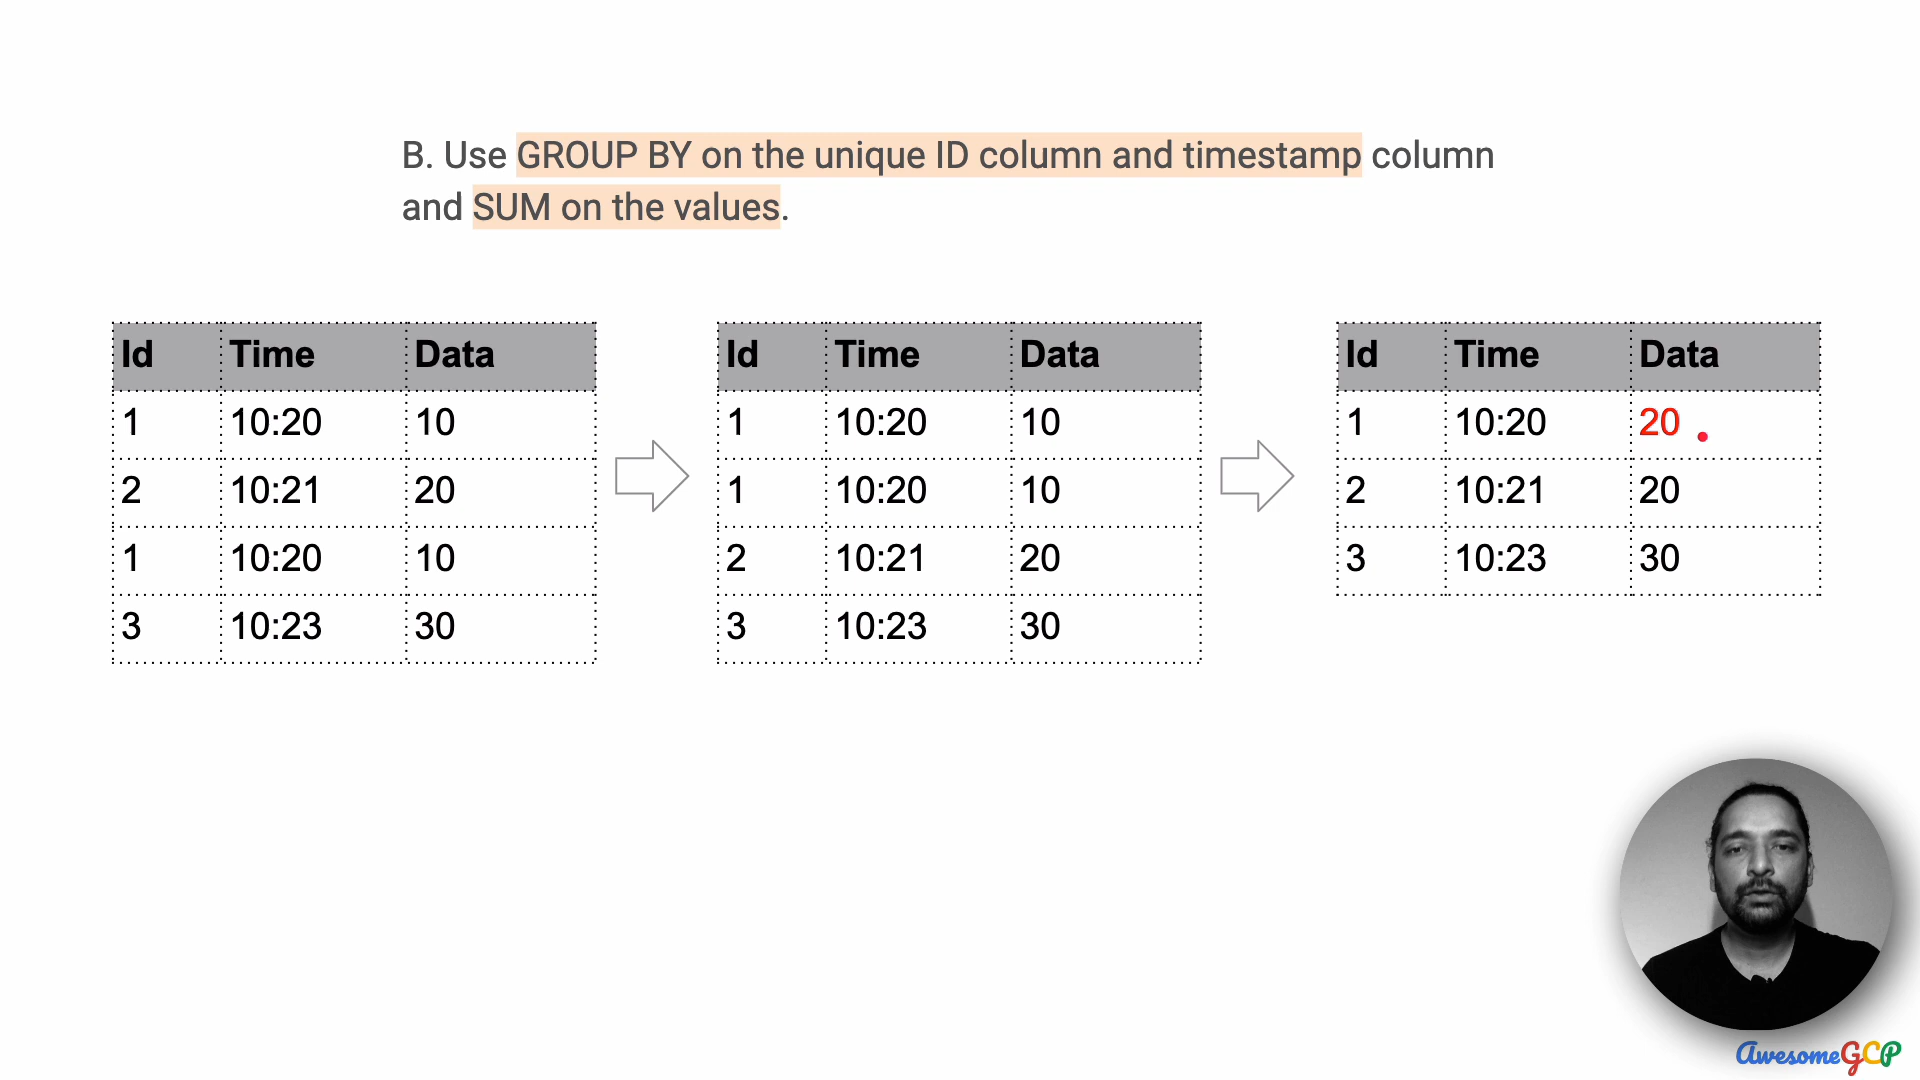 B. Use GROUP BY on the unique ID column and timestamp column
and SUM on the values.
Id Time Data
1 10:20 10
2 10:21 20
1 10:20 10
3 10:23 30
Id Time Data
1 10:20 10
1 10:20 10
2 10:21 20
3 10:23 30
Id Time Data
1 10:20 20
2 10:21 20
3 10:23 30
AwesomeGCP